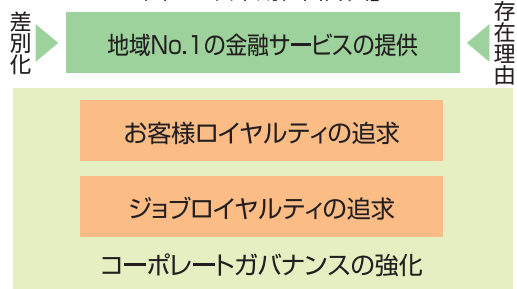 差別化
地域No.1の金融サービスの提供
存在理由
お客様ロイヤルティの追求
ジョブロイヤルティの追求
コーポレートガバナンスの強化